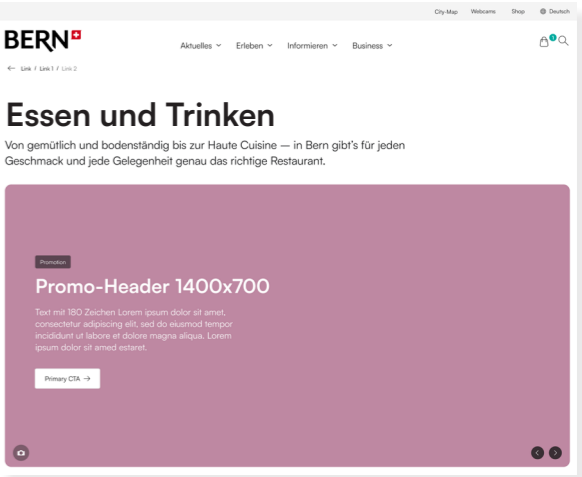 City-Map Webcams Shop Deutsch
BERN
Aktuelles Erleben Informieren Business
1
Link / Link 1 / Link 2
Essen und Trinken
Von gemütlich und bodenständig bis zur Haute Cuisine – in Bern gibt's für jeden
Geschmack und jede Gelegenheit genau das richtige Restaurant.
Promotion
Promo-Header 1400x700
Text mit 180 Zeichen Lorem ipsum dolor sit amet,
consectetur adipiscing elit, sed do eiusmod tempor
incididunt ut labore et dolore magna aliqua. Lorem
ipsum dolor sit amed estaret.
Primary CTA →